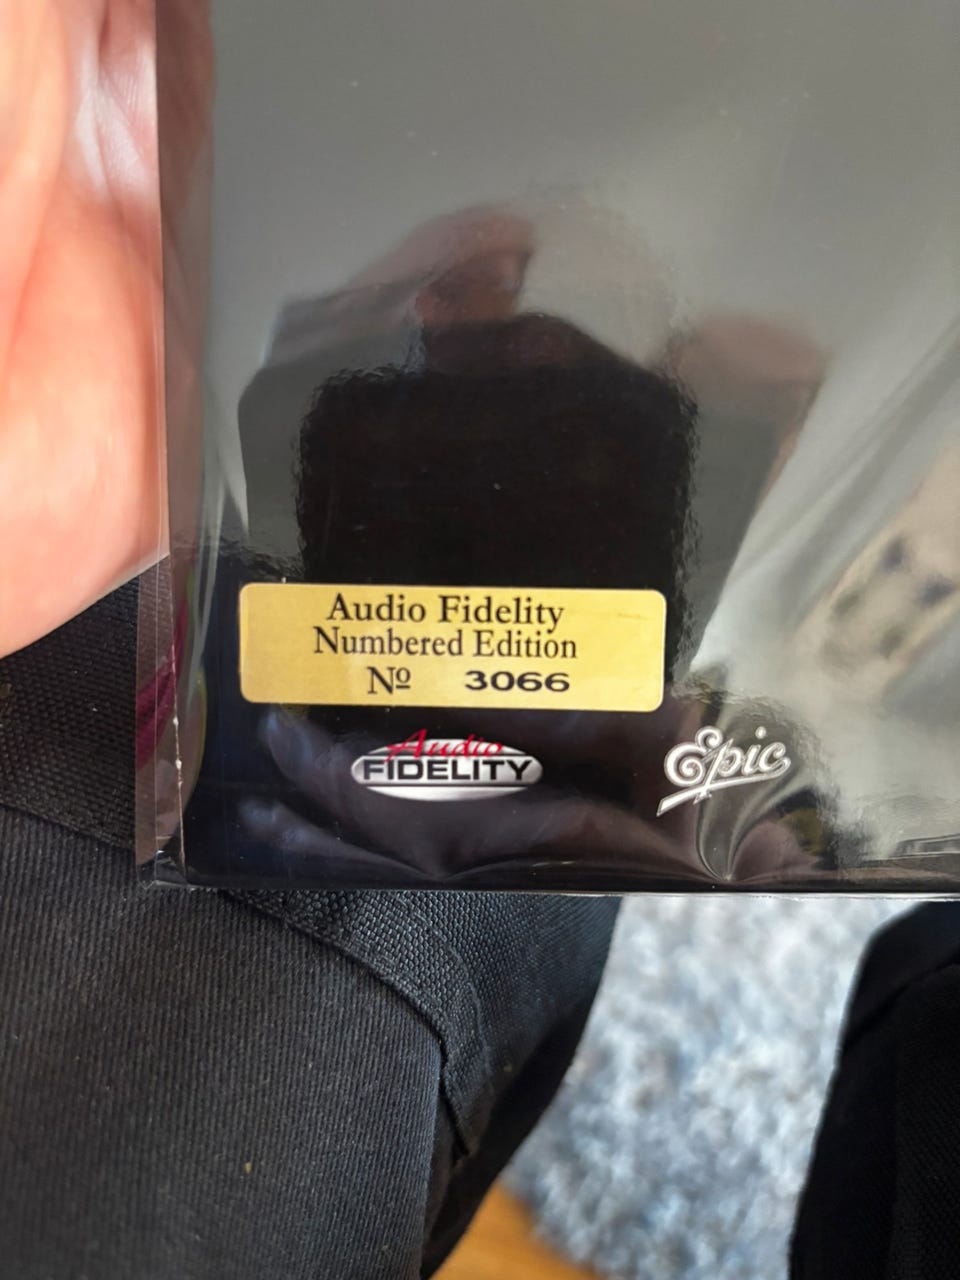 Audio Fidelity
Numbered Edition
Nº 3066
Audio
FIDELITY
Epic